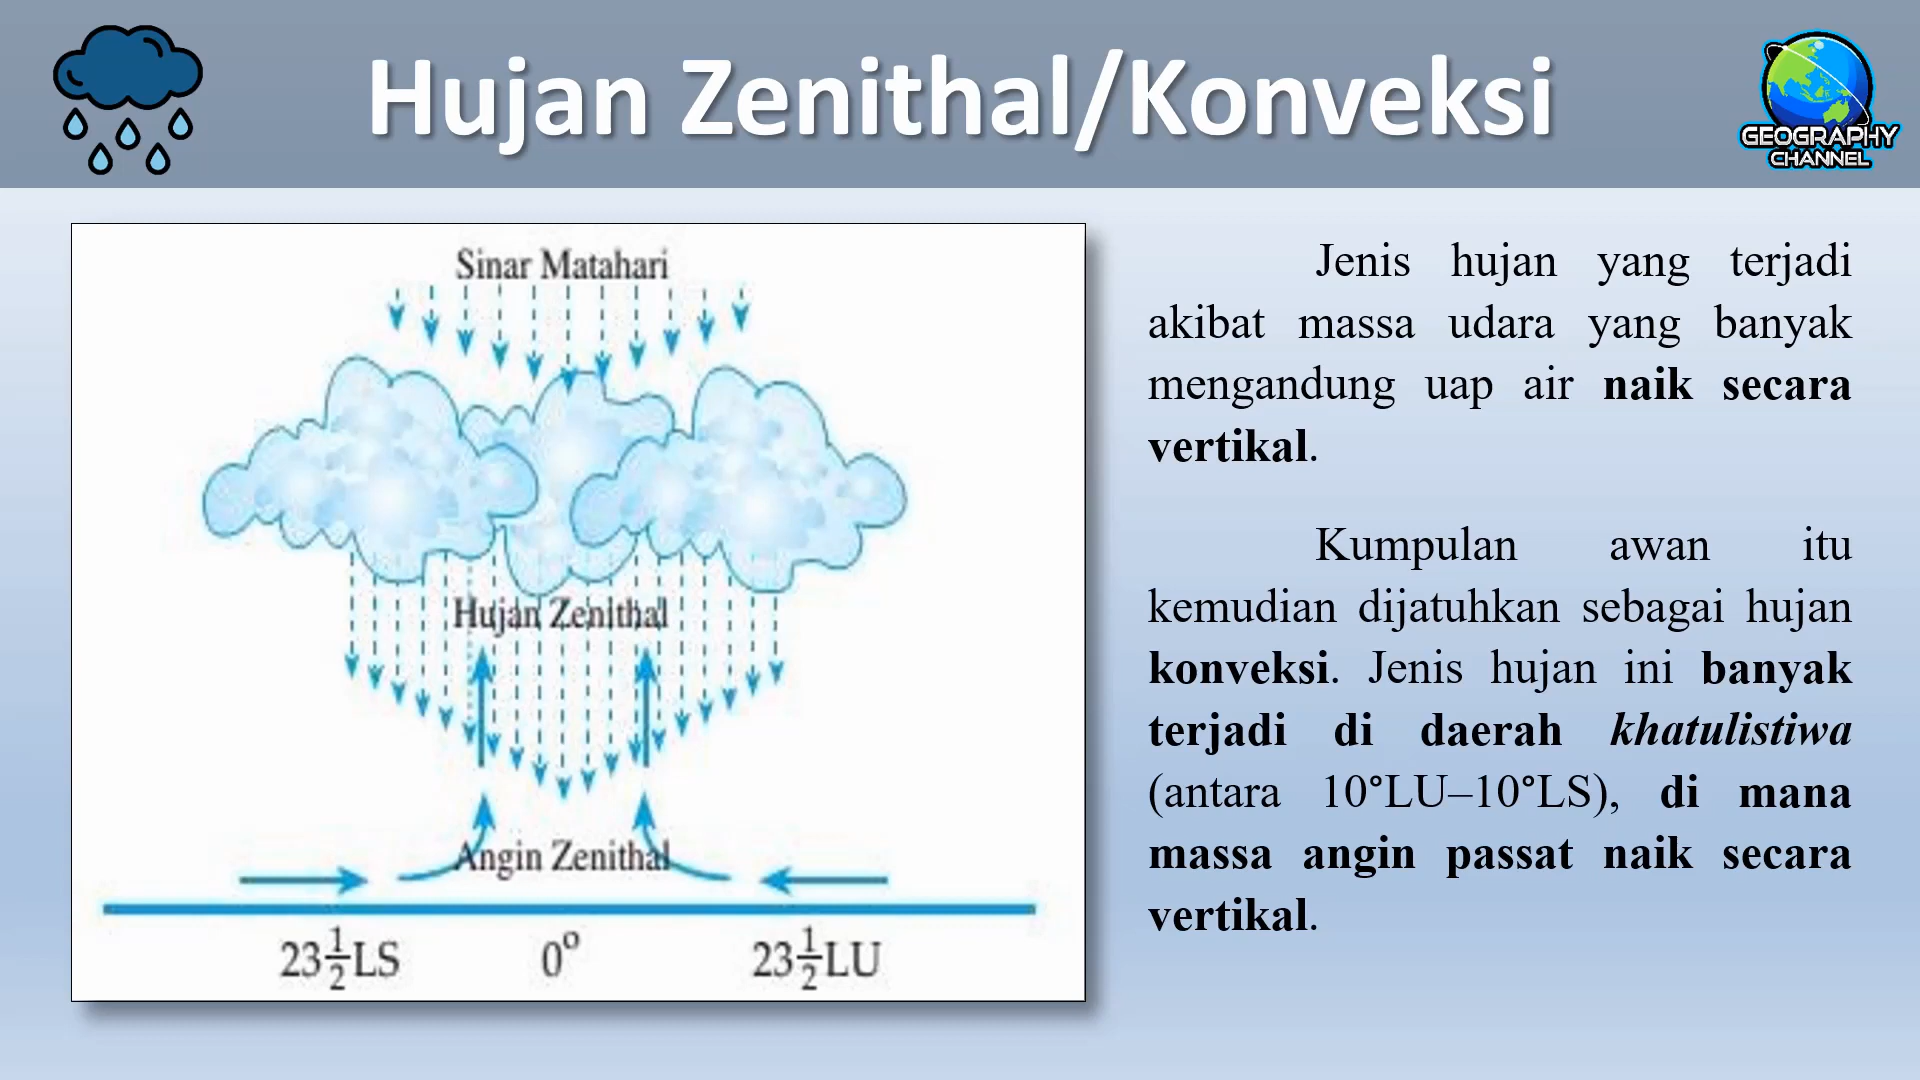 Hujan Zenithal/Konveksi
GEOGRAPHY
CHANNEL
Sinar Matahari
Hujan Zenithal
Angin Zenithal
23½LS 0° 23½LU
Jenis hujan yang terjadi
akibat massa udara yang banyak
mengandung uap air naik secara
vertikal.
Kumpulan awan itu
kemudian dijatuhkan sebagai hujan
konveksi. Jenis hujan ini banyak
terjadi di daerah khatulistiwa
(antara 10°LU–10°LS), di mana
massa angin passat naik secara
vertikal.